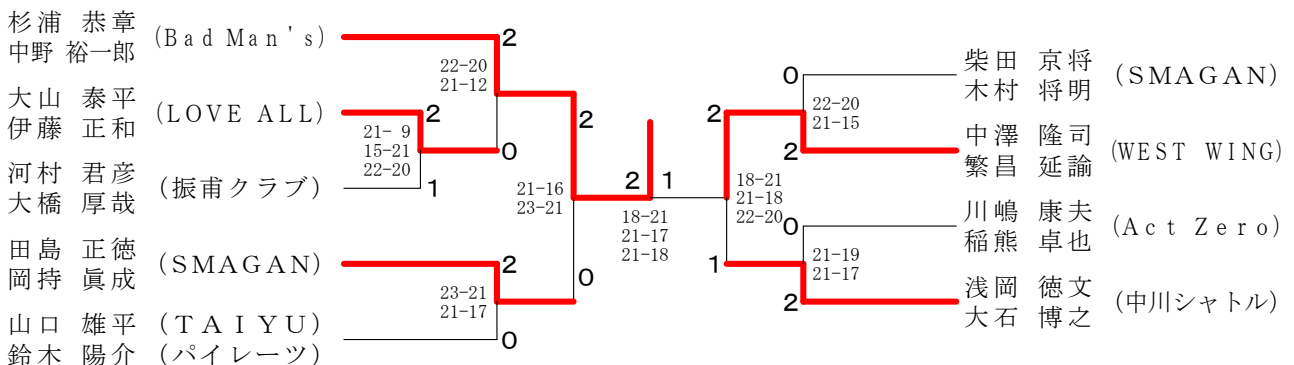 杉浦 恭章
中野 裕一郎
(Bad Man's)
大山 泰平
伊藤 正和
(LOVE ALL)
河村 君彦
大橋 厚哉
(振甫クラブ)
田島 正徳
岡持 眞成
(SMAGAN)
山口 雄平 (TAIYU)
鈴木 陽介 (パイレーツ)
2
22-20
21-12
0
2
21- 9
15-21
22-20
1
2
21-16
23-21
0
2
23-21
21-17
0
2
1
18-21
21-17
21-18
2
18-21
21-18
22-20
1
0
22-20
21-15
2
0
21-19
21-17
2
柴田 京将
木村 将明
(SMAGAN)
中澤 隆司
繁昌 延諭
(WEST WING)
川嶋 康夫
稲熊 卓也
(Act Zero)
浅岡 徳文
大石 博之
(中川シャトル)